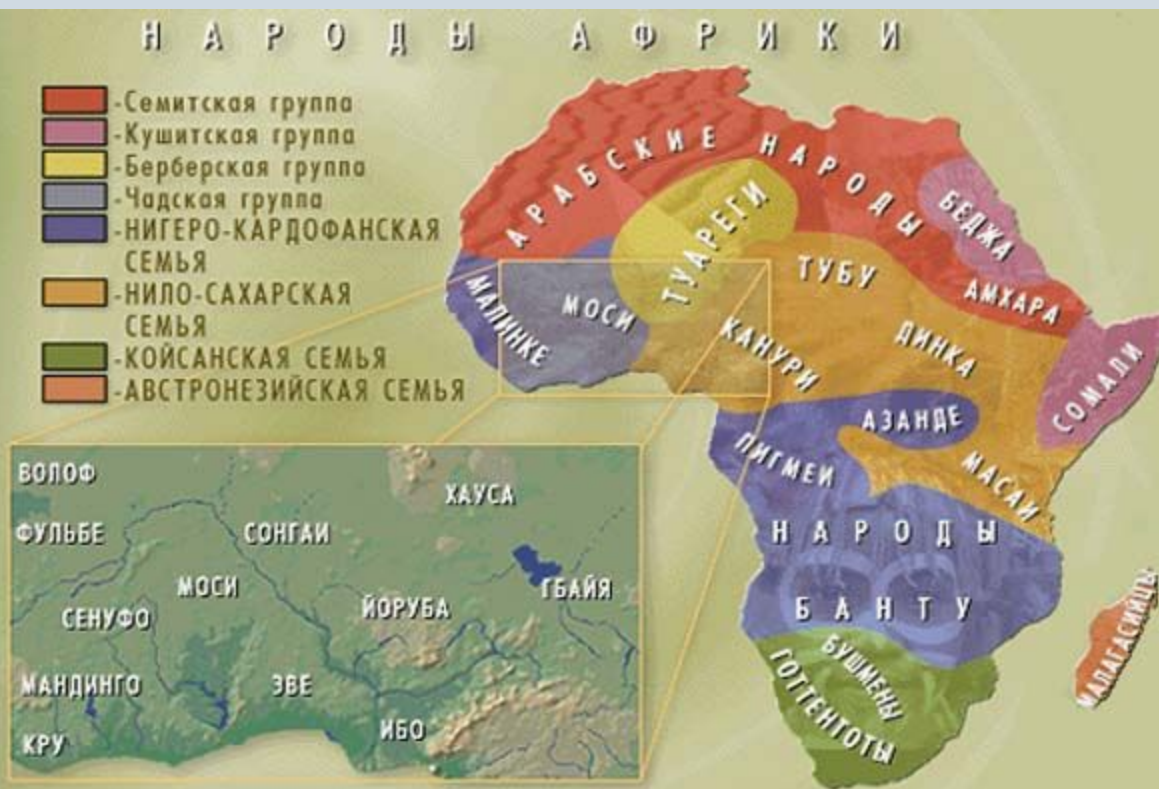 НАРОДЫ АФРИКИ
-Семитская группа
-Кушитская группа
-Берберская группа
-Чадская группа
-НИГЕРО-КАРДОФАНСКАЯ
СЕМЬЯ
-НИЛО-САХАРСКАЯ
СЕМЬЯ
-КОЙСАНСКАЯ СЕМЬЯ
-АВСТРОНЕЗИЙСКАЯ СЕМЬЯ
АРАБСКИЕ НАРОДЫ
ТУАРЕГИ
БЕДЖА
ТУБУ
АМХАРА
МАЛИНКЕ
МОСИ
КАНУРИ
ДИНКА
СОМАЛИ
АЗАНДЕ
ПИГМЕИ
МАСАИ
НАРОДЫ
БАНТУ
БУШМЕНЫ
ГОТТЕНТОТЫ
МАЛАГАСИЙЦЫ
ВОЛОФ
ХАУСА
ФУЛЬБЕ
СОНГАИ
МОСИ
ГБАЙЯ
СЕНУФО
ЙОРУБА
МАНДИНГО
ЭВЕ
КРУ
ИБО